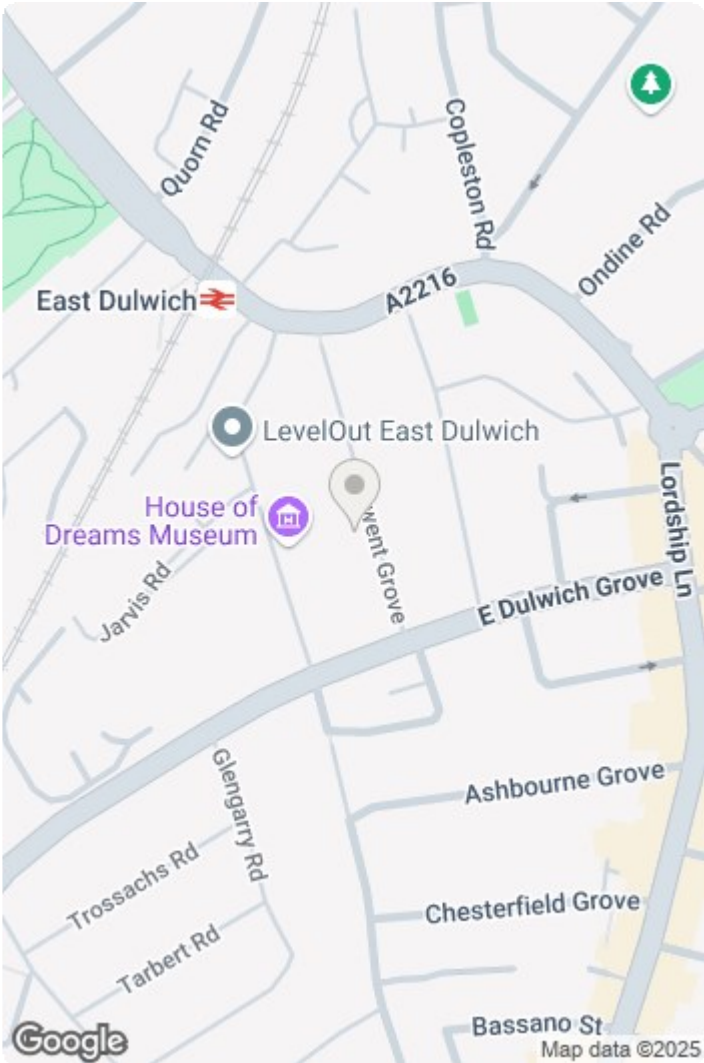 Quorn Rd
Copleston Rd
Ondine Rd
East Dulwich
A2216
LevelOut East Dulwich
House of
Dreams Museum
went Grove
Lordship Ln
Jarvis Rd
E Dulwich Grove
Glengarry Rd
Ashbourne Grove
Trossachs Rd
Chesterfield Grove
Tarbert Rd
Bassano St
Google
Map data ©2025